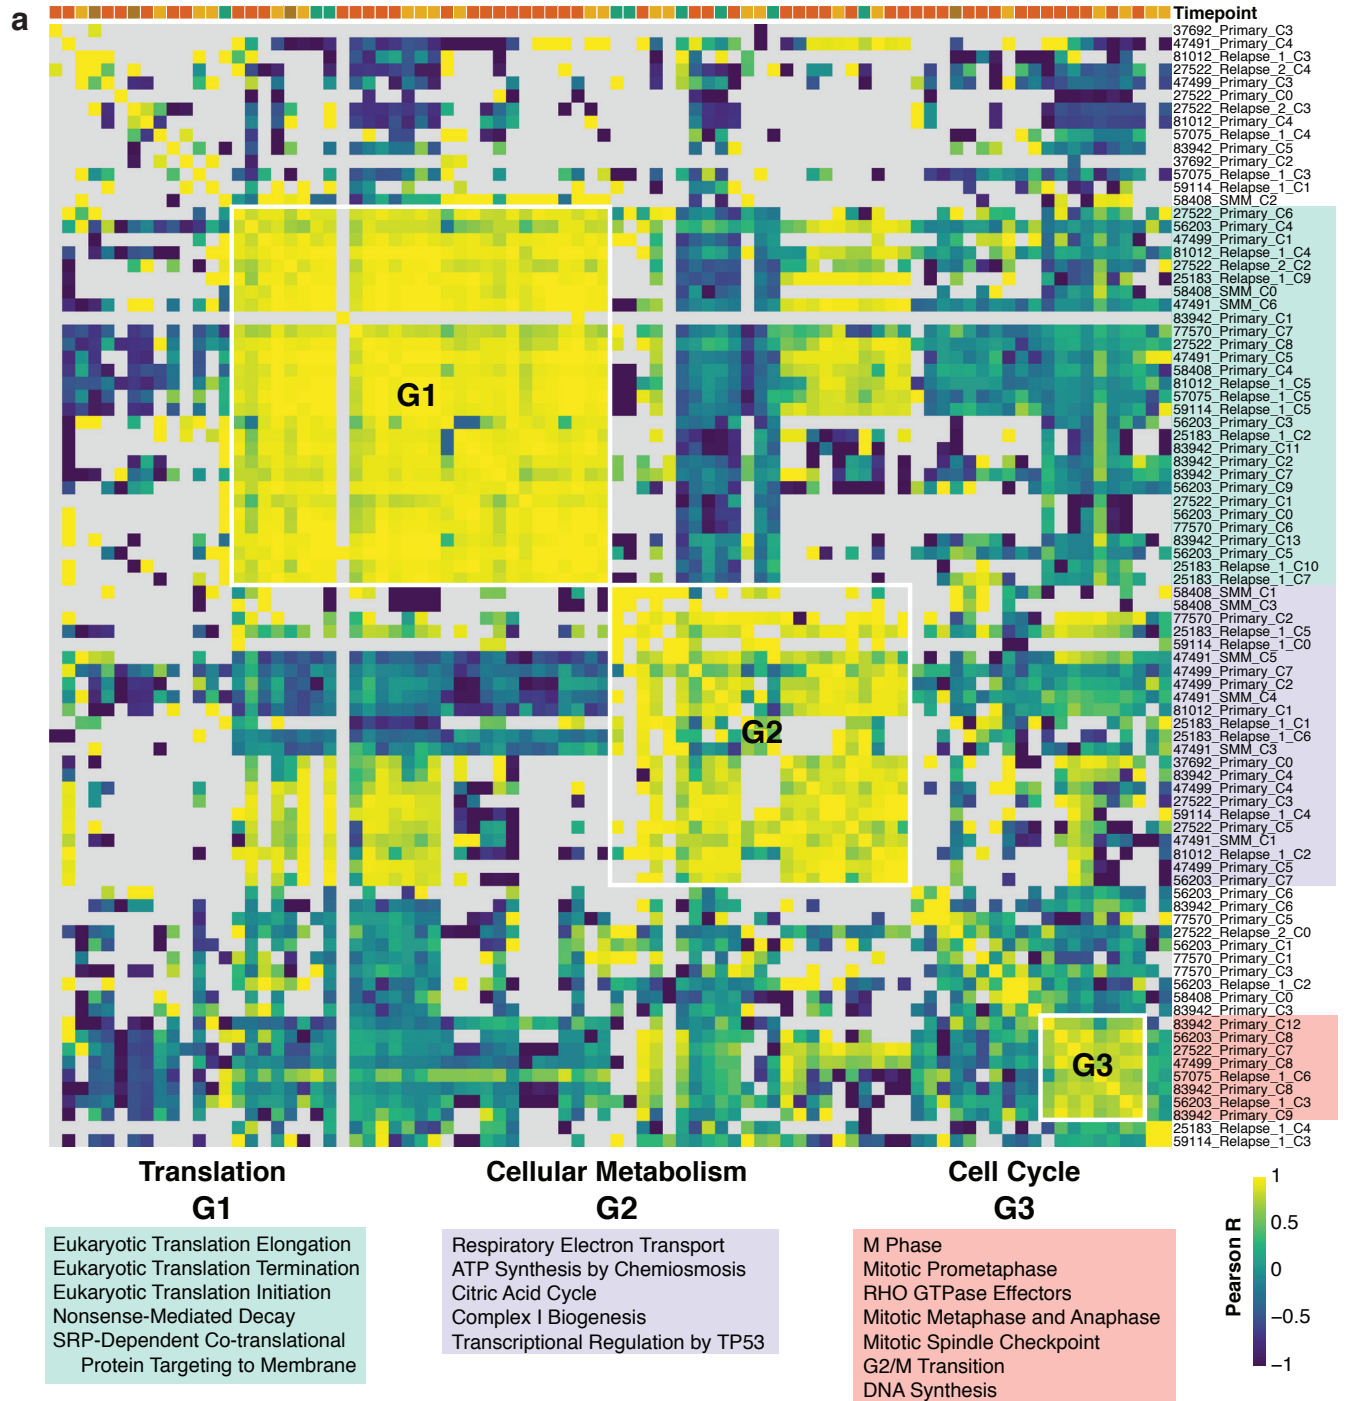 a
Timepoint
37692_Primary_C3
47491_Primary_C4
81012_Relapse_1_C3
27522_Relapse_2_C4
47499_Primary_C3
27522_Primary_C0
27522_Relapse_2_C3
81012_Primary_C4
57075_Relapse_1_C4
83942_Primary_C5
37692_Primary_C2
57075_Relapse_1_C3
59114_Relapse_1_C1
58408_SMM_C2
27522_Primary_C6
56203_Primary_C4
47499_Primary_C1
81012_Relapse_1_C4
27522_Relapse_2_C2
25183_Relapse_1_C9
58408_SMM_C0
47491_SMM_C6
83942_Primary_C1
77570_Primary_C7
27522_Primary_C8
47491_Primary_C5
58408_Primary_C4
81012_Relapse_1_C5
57075_Relapse_1_C5
59114_Relapse_1_C5
56203_Primary_C3
25183_Relapse_1_C2
83942_Primary_C11
83942_Primary_C2
83942_Primary_C7
56203_Primary_C9
27522_Primary_C1
56203_Primary_C0
77570_Primary_C6
83942_Primary_C13
56203_Primary_C5
25183_Relapse_1_C10
25183_Relapse_1_C7
58408_SMM_C1
58408_SMM_C3
77570_Primary_C2
25183_Relapse_1_C5
59114_Relapse_1_C0
47491_SMM_C5
47499_Primary_C7
47499_Primary_C2
47491_SMM_C4
81012_Primary_C1
25183_Relapse_1_C1
25183_Relapse_1_C6
47491_SMM_C3
37692_Primary_C0
83942_Primary_C4
47499_Primary_C4
27522_Primary_C3
59114_Relapse_1_C4
27522_Primary_C5
47491_SMM_C1
81012_Relapse_1_C2
47499_Primary_C5
56203_Primary_C7
56203_Primary_C6
83942_Primary_C6
77570_Primary_C5
27522_Relapse_2_C0
56203_Primary_C1
77570_Primary_C1
77570_Primary_C3
56203_Relapse_1_C2
58408_Primary_C0
83942_Primary_C3
83942_Primary_C12
56203_Primary_C8
27522_Primary_C7
47499_Primary_C8
57075_Relapse_1_C6
83942_Primary_C8
56203_Relapse_1_C3
83942_Primary_C9
25183_Relapse_1_C4
59114_Relapse_1_C3
G1
G2
G3
Translation
G1
Eukaryotic Translation Elongation
Eukaryotic Translation Termination
Eukaryotic Translation Initiation
Nonsense-Mediated Decay
SRP-Dependent Co-translational
Protein Targeting to Membrane
Cellular Metabolism
G2
Respiratory Electron Transport
ATP Synthesis by Chemiosmosis
Citric Acid Cycle
Complex I Biogenesis
Transcriptional Regulation by TP53
Cell Cycle
G3
M Phase
Mitotic Prometaphase
RHO GTPase Effectors
Mitotic Metaphase and Anaphase
Mitotic Spindle Checkpoint
G2/M Transition
DNA Synthesis
Pearson R
1
0.5
0
−0.5
−1